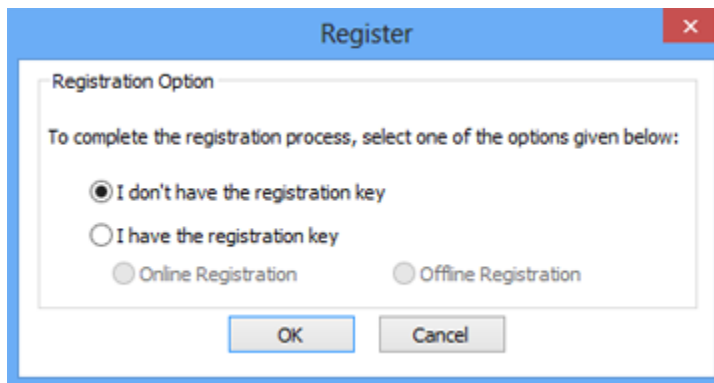 Register
Registration Option
To complete the registration process, select one of the options given below:
I don't have the registration key
I have the registration key
Online Registration Offline Registration
OK Cancel